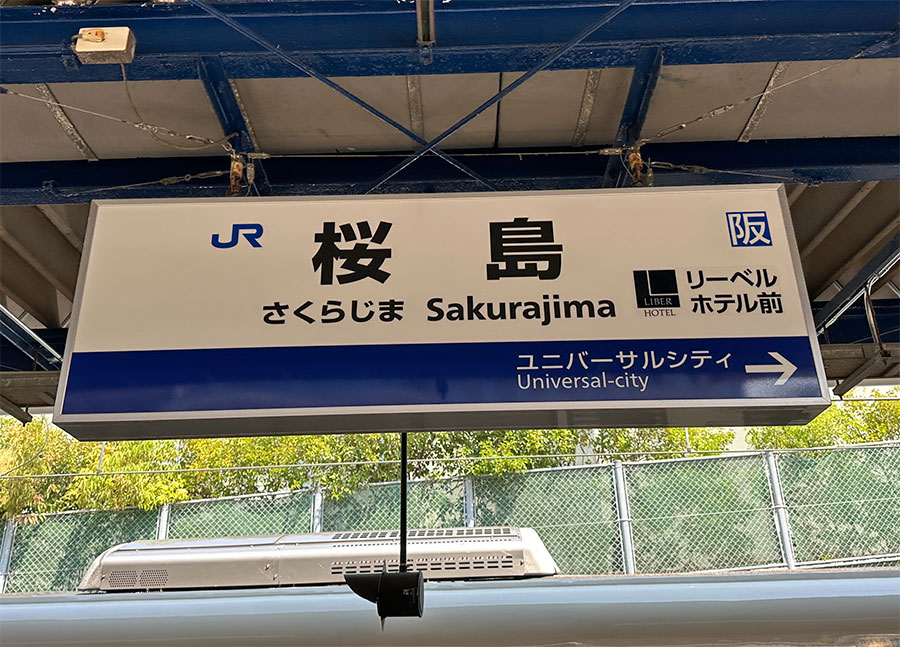 JR 桜島 阪
さくらじま Sakurajima
LIBER
HOTEL
リーベル
ホテル前
ユニバーサルシティ
Universal-city →